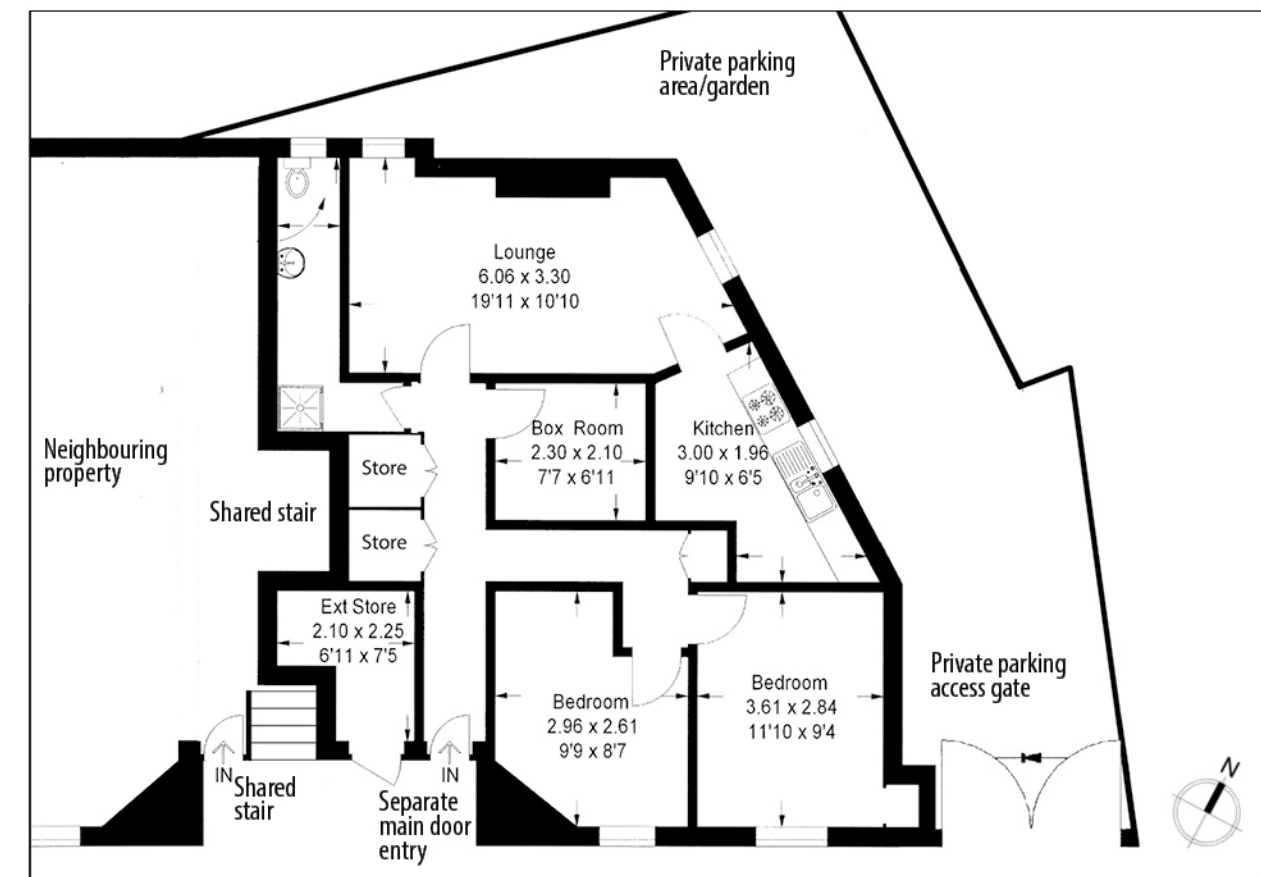 Private parking
area/garden
Lounge
6.06 x 3.30
19'11 x 10'10
Neighbouring
property
Shared stair
Store
Store
Box Room
2.30 x 2.10
7'7 x 6'11
Kitchen
3.00 x 1.96
9'10 x 6'5
Ext Store
2.10 x 2.25
6'11 x 7'5
Bedroom
2.96 x 2.61
9'9 x 8'7
Bedroom
3.61 x 2.84
11'10 x 9'4
Private parking
access gate
IN
Shared
stair
IN
Separate
main door
entry
N